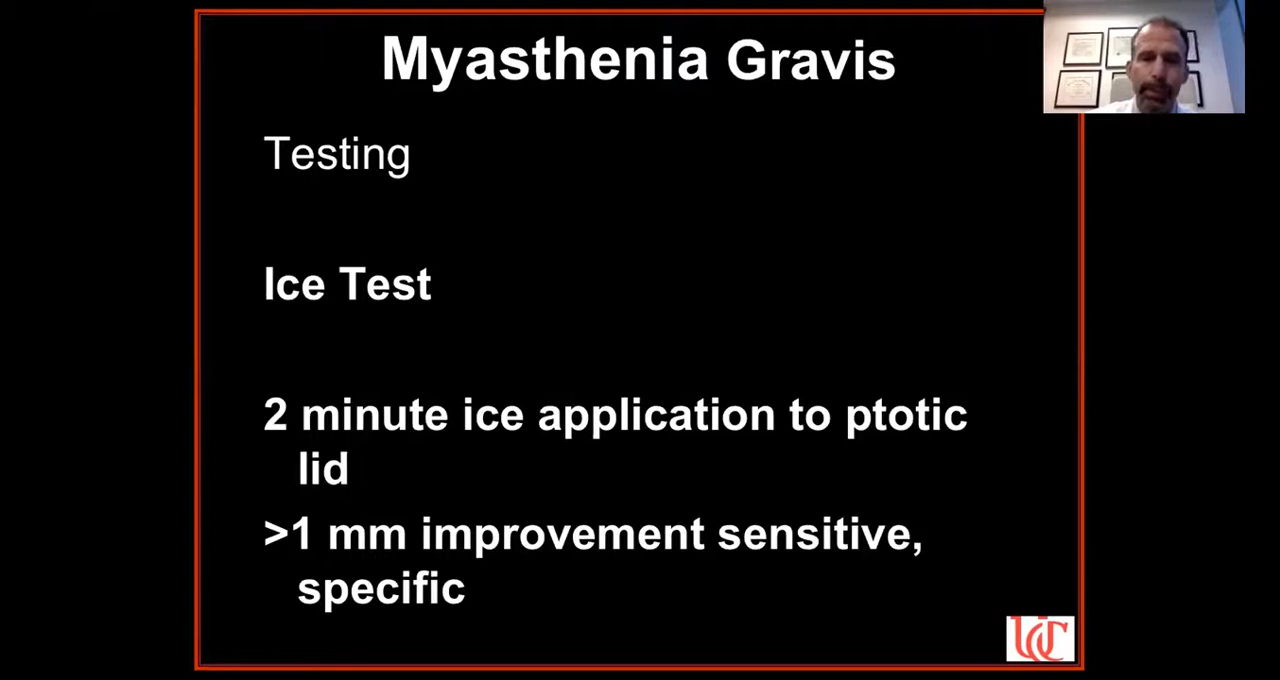 Myasthenia Gravis
Testing
Ice Test
2 minute ice application to ptotic
lid
>1 mm improvement sensitive,
specific
UC